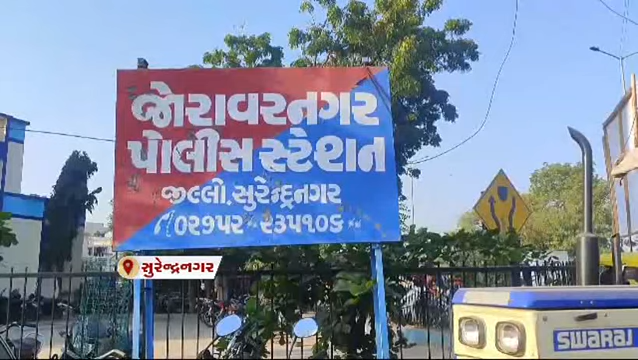 જોરાવરનગર
પોલીસ સ્ટેશન
જીલ્લો. સુરેન્દ્રનગર
૦૨૭૫૨ ૨૩૫૧૦૬
સુરેન્દ્રનગર
SWARAJ